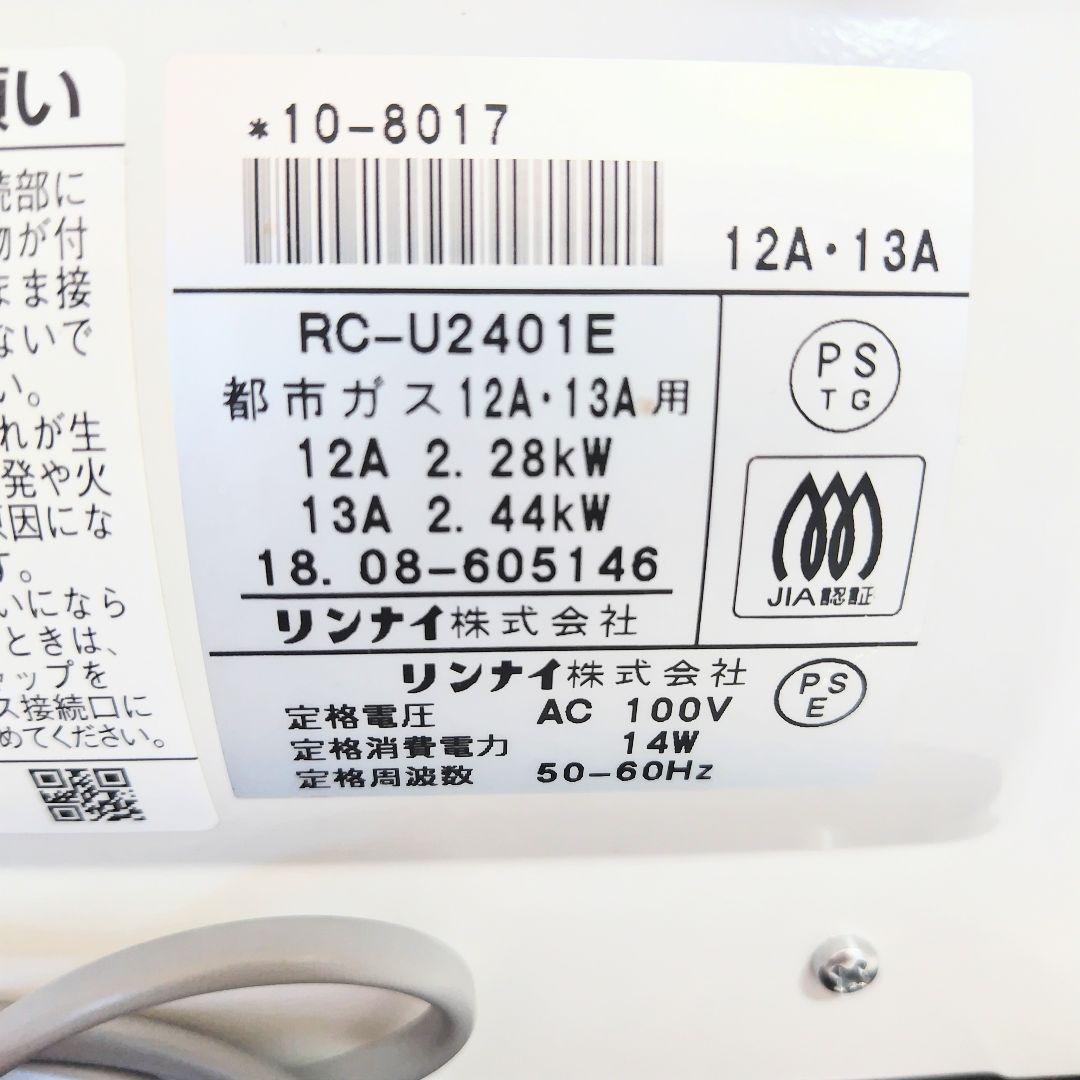 願い
続部に
物が付
まま接
ないで
い。
れが生
発や火
原因にな
す。
いになら
ときは、
ャップを
ス接続口に
めてください。
*10-8017
12A・13A
RC-U2401E
都市ガス12A・13A用
12A 2.28kW
13A 2.44kW
18.08-605146
リンナイ株式会社
PS
TG
JIA認証
リンナイ株式会社
定格電圧 AC 100V
定格消費電力 14W
定格周波数 50-60Hz
PS
E